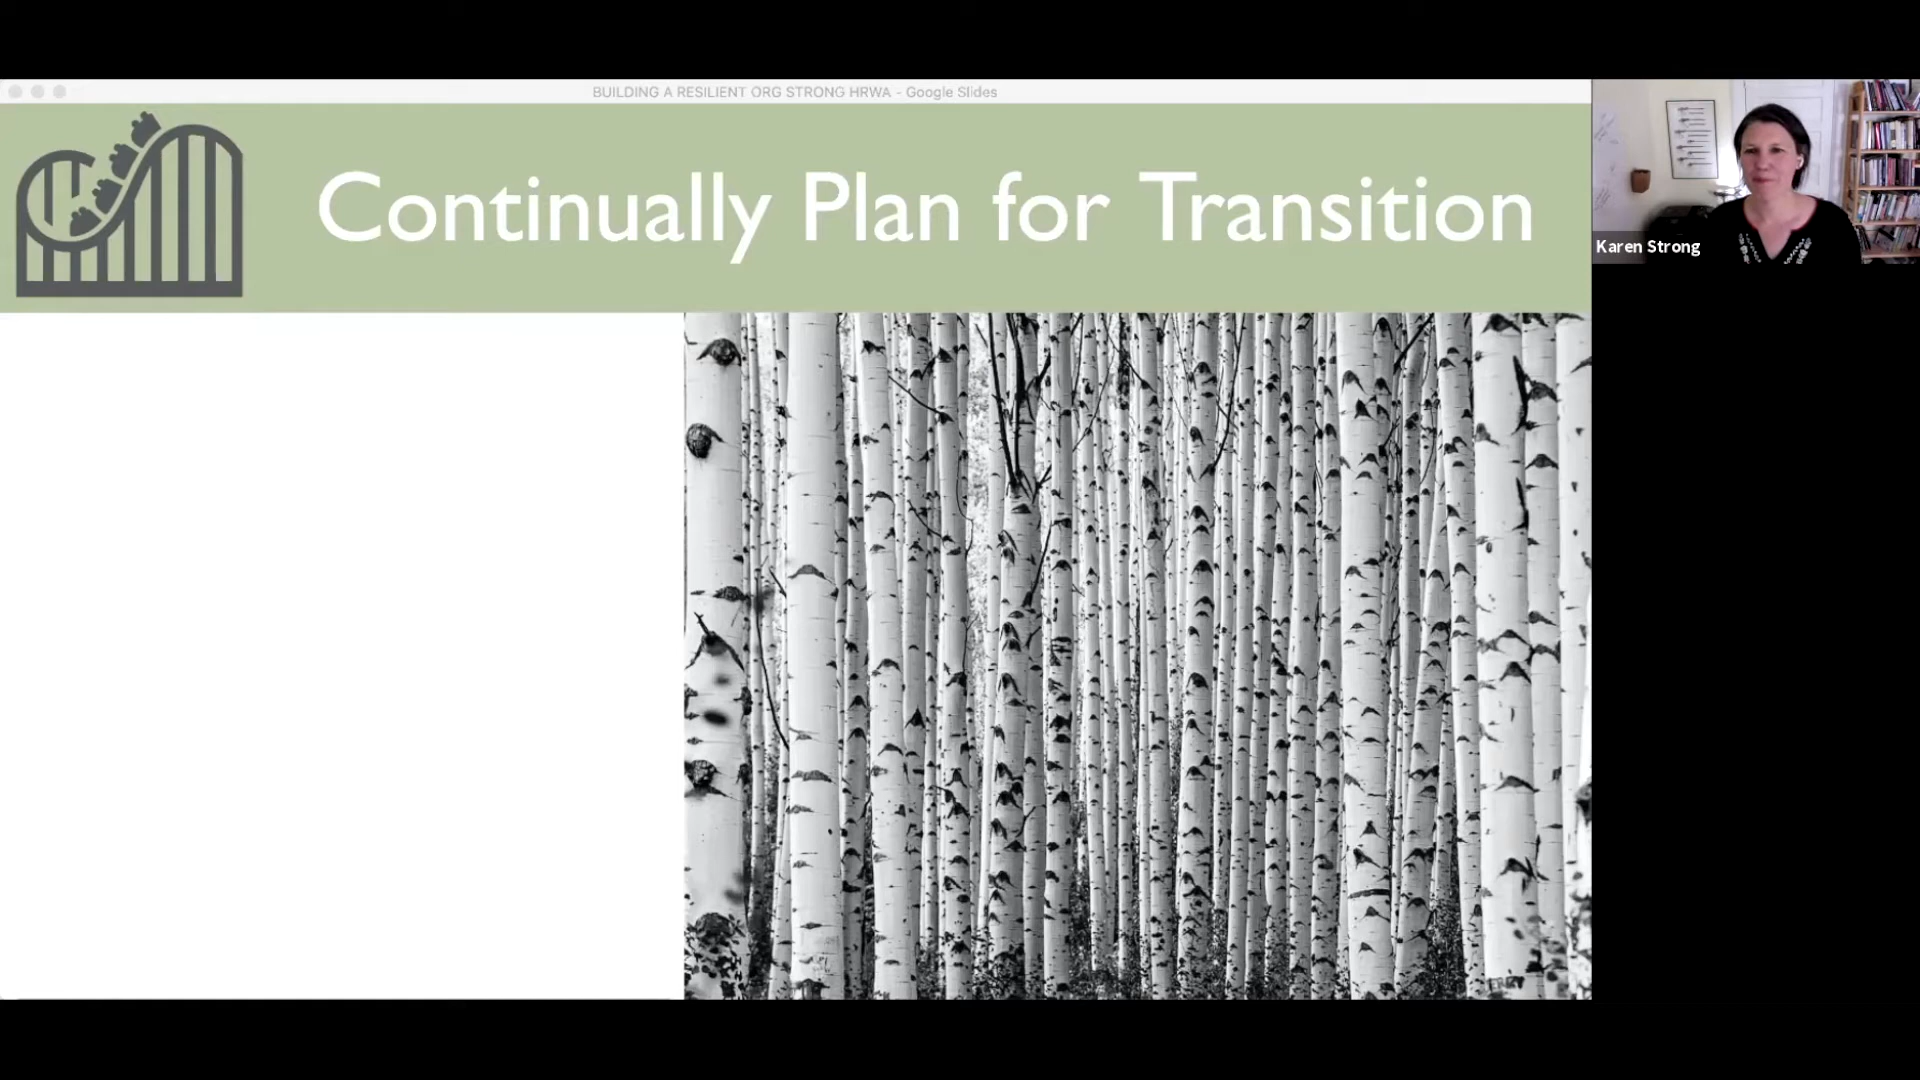 BUILDING A RESILIENT ORG STRONG HRWA - Google Slides
Continually Plan for Transition
Karen Strong